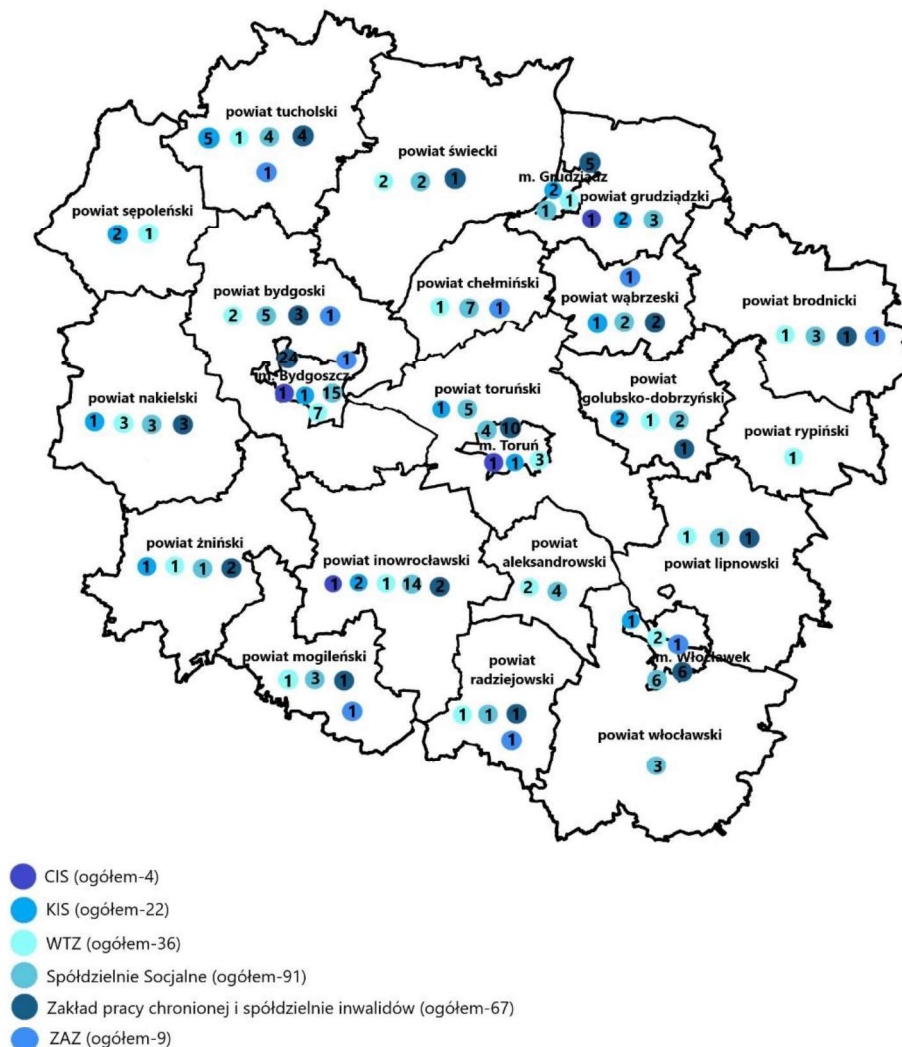 powiat tucholski
5 1 4 4
1
powiat świecki
2 2 1
m. Grudziądz
5
2
1
1
powiat grudziądzki
1 2 3
powiat sępoleński
2 1
powiat bydgoski
2 5 3 1
powiat chełmiński
1 7 1
1
powiat wąbrzeski
1 2 2
powiat brodnicki
1 3 1 1
24
1
m. Bydgoszcz
1 1 15
7
powiat nakielski
1 3 3 3
powiat toruński
1 5
4 10
m. Toruń
1 1 3
powiat
golubsko-dobrzyński
2 1 2
1
powiat rypiński
1
powiat żniński
1 1 1 2
powiat inowrocławski
1 2 1 14 2
powiat
aleksandrowski
2 4
1 1 1
powiat lipnowski
1
2
1
m. Włocławek
6 6
powiat mogileński
1 3 1
1
powiat
radziejowski
1 1 1
1
powiat włocławski
3
CIS (ogółem-4)
KIS (ogółem-22)
WTZ (ogółem-36)
Spółdzielnie Socjalne (ogółem-91)
Zakład pracy chronionej i spółdzielnie inwalidów (ogółem-67)
ZAZ (ogółem-9)